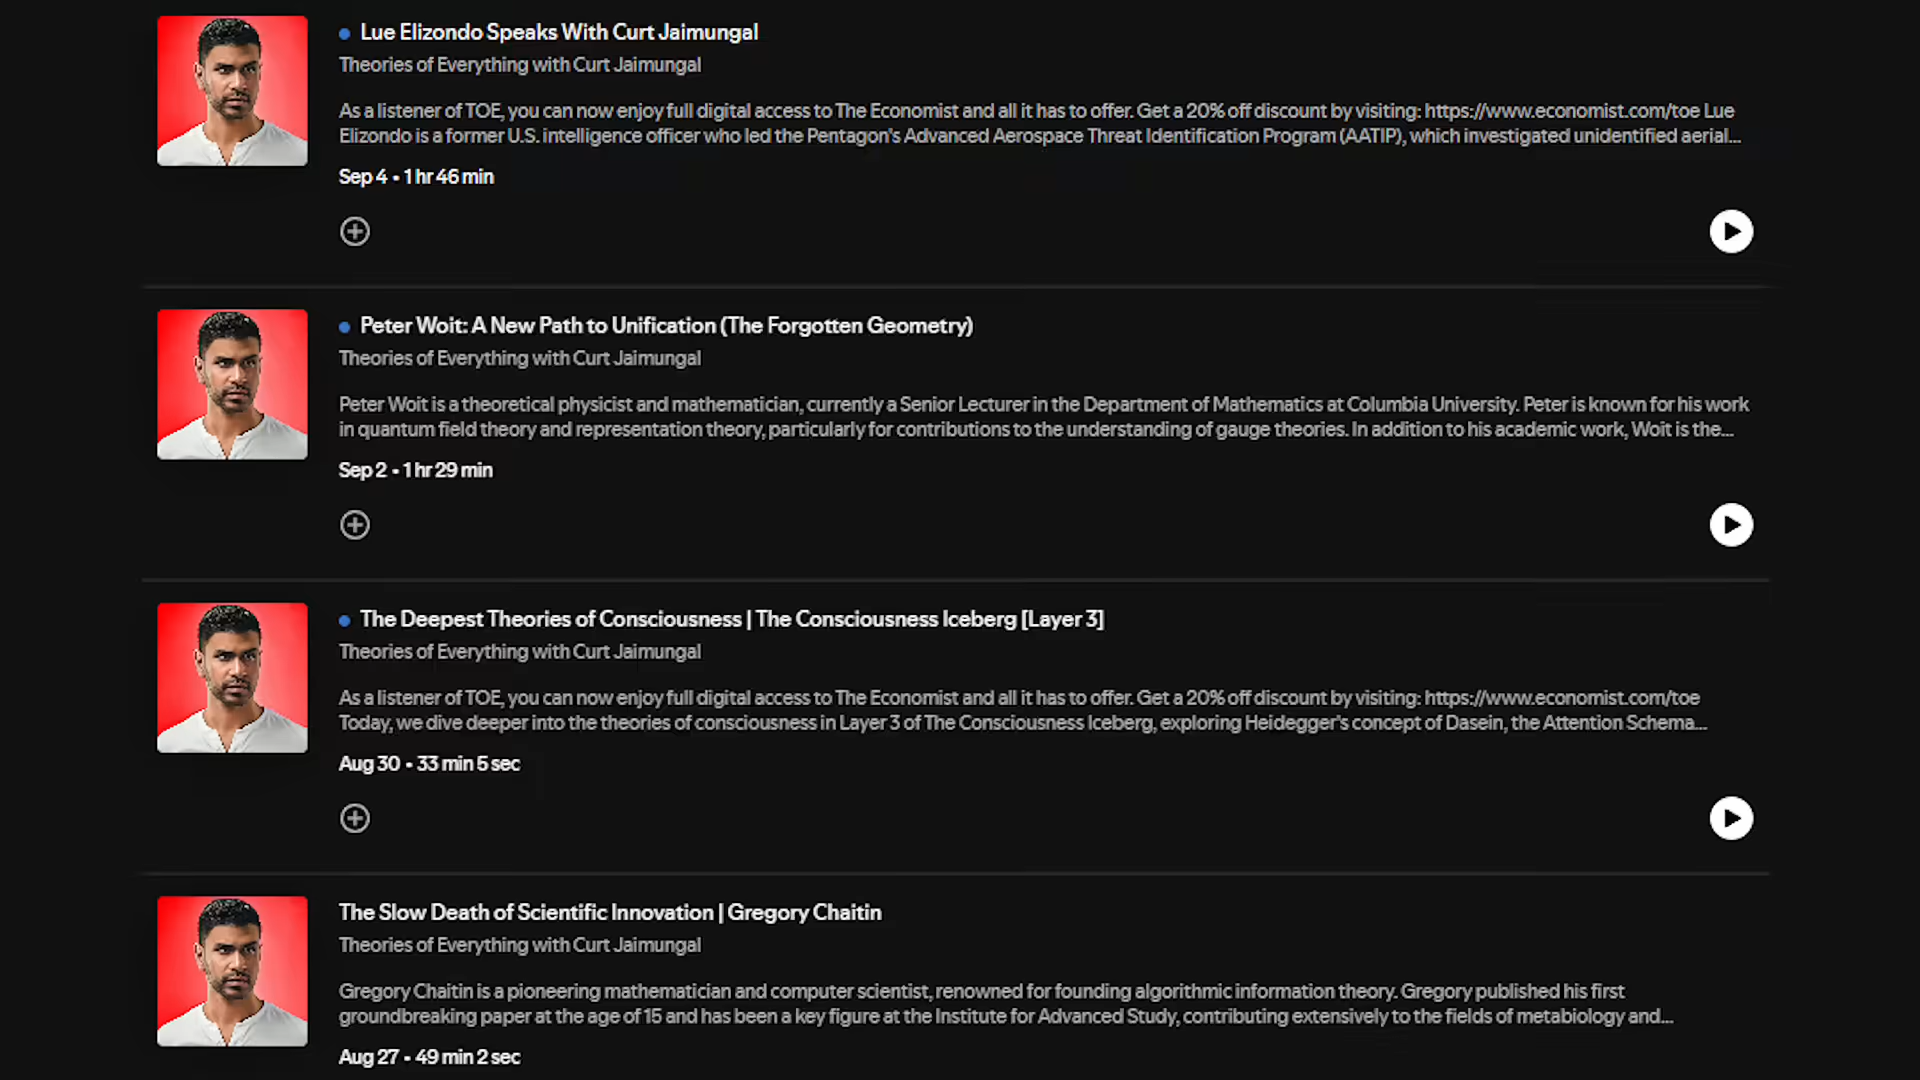 Lue Elizondo Speaks With Curt Jaimungal
Theories of Everything with Curt Jaimungal
As a listener of TOE, you can now enjoy full digital access to The Economist and all it has to offer. Get a 20% off discount by visiting: https://www.economist.com/toe Lue
Elizondo is a former U.S. intelligence officer who led the Pentagon's Advanced Aerospace Threat Identification Program (AATIP), which investigated unidentified aerial...
Sep 4 • 1 hr 46 min
Peter Woit: A New Path to Unification (The Forgotten Geometry)
Theories of Everything with Curt Jaimungal
Peter Woit is a theoretical physicist and mathematician, currently a Senior Lecturer in the Department of Mathematics at Columbia University. Peter is known for his work
in quantum field theory and representation theory, particularly for contributions to the understanding of gauge theories. In addition to his academic work, Woit is the...
Sep 2 • 1 hr 29 min
The Deepest Theories of Consciousness | The Consciousness Iceberg [Layer 3]
Theories of Everything with Curt Jaimungal
As a listener of TOE, you can now enjoy full digital access to The Economist and all it has to offer. Get a 20% off discount by visiting: https://www.economist.com/toe
Today, we dive deeper into the theories of consciousness in Layer 3 of The Consciousness Iceberg, exploring Heidegger's concept of Dasein, the Attention Schema...
Aug 30 • 33 min 5 sec
The Slow Death of Scientific Innovation | Gregory Chaitin
Theories of Everything with Curt Jaimungal
Gregory Chaitin is a pioneering mathematician and computer scientist, renowned for founding algorithmic information theory. Gregory published his first
groundbreaking paper at the age of 15 and has been a key figure at the Institute for Advanced Study, contributing extensively to the fields of metabiology and...
Aug 27 • 49 min 2 sec